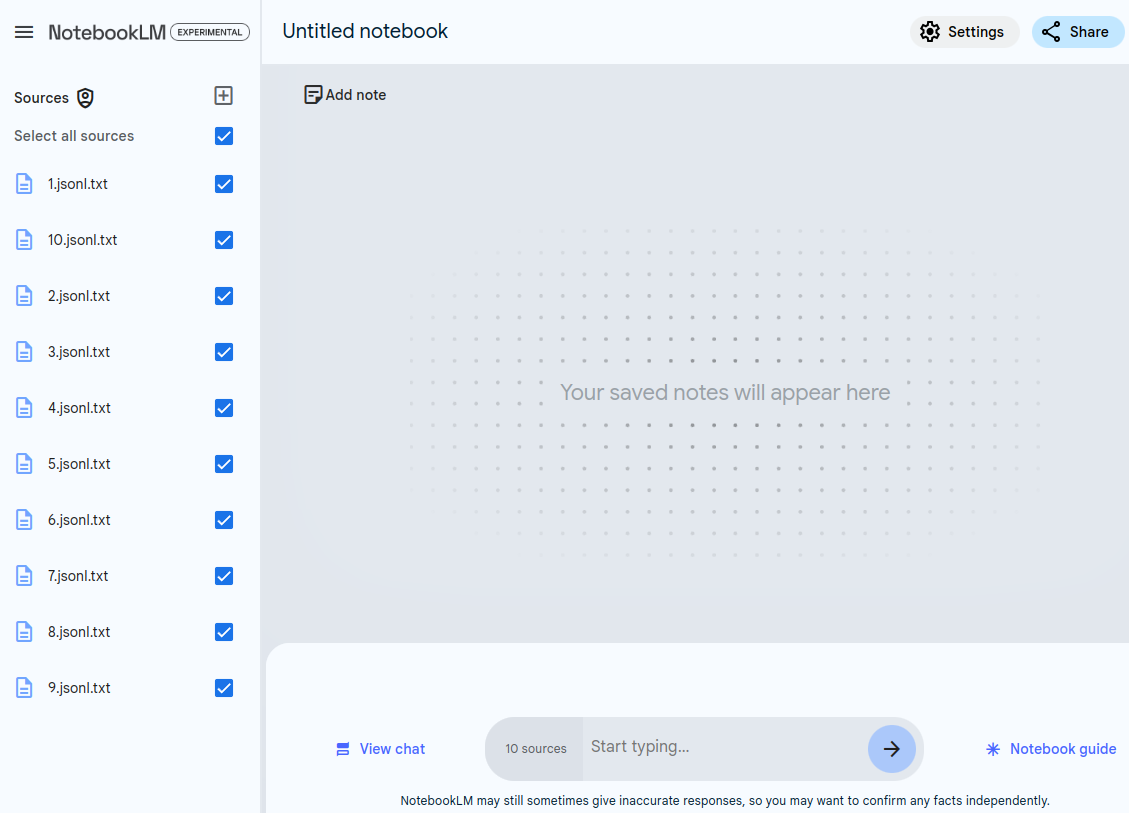 NotebookLM EXPERIMENTAL
Untitled notebook
Settings
Share
Sources
Select all sources
1.jsonl.txt
10.jsonl.txt
2.jsonl.txt
3.jsonl.txt
4.jsonl.txt
5.jsonl.txt
6.jsonl.txt
7.jsonl.txt
8.jsonl.txt
9.jsonl.txt
Add note
Your saved notes will appear here
View chat
10 sources
Start typing...
Notebook guide
NotebookLM may still sometimes give inaccurate responses, so you may want to confirm any facts independently.